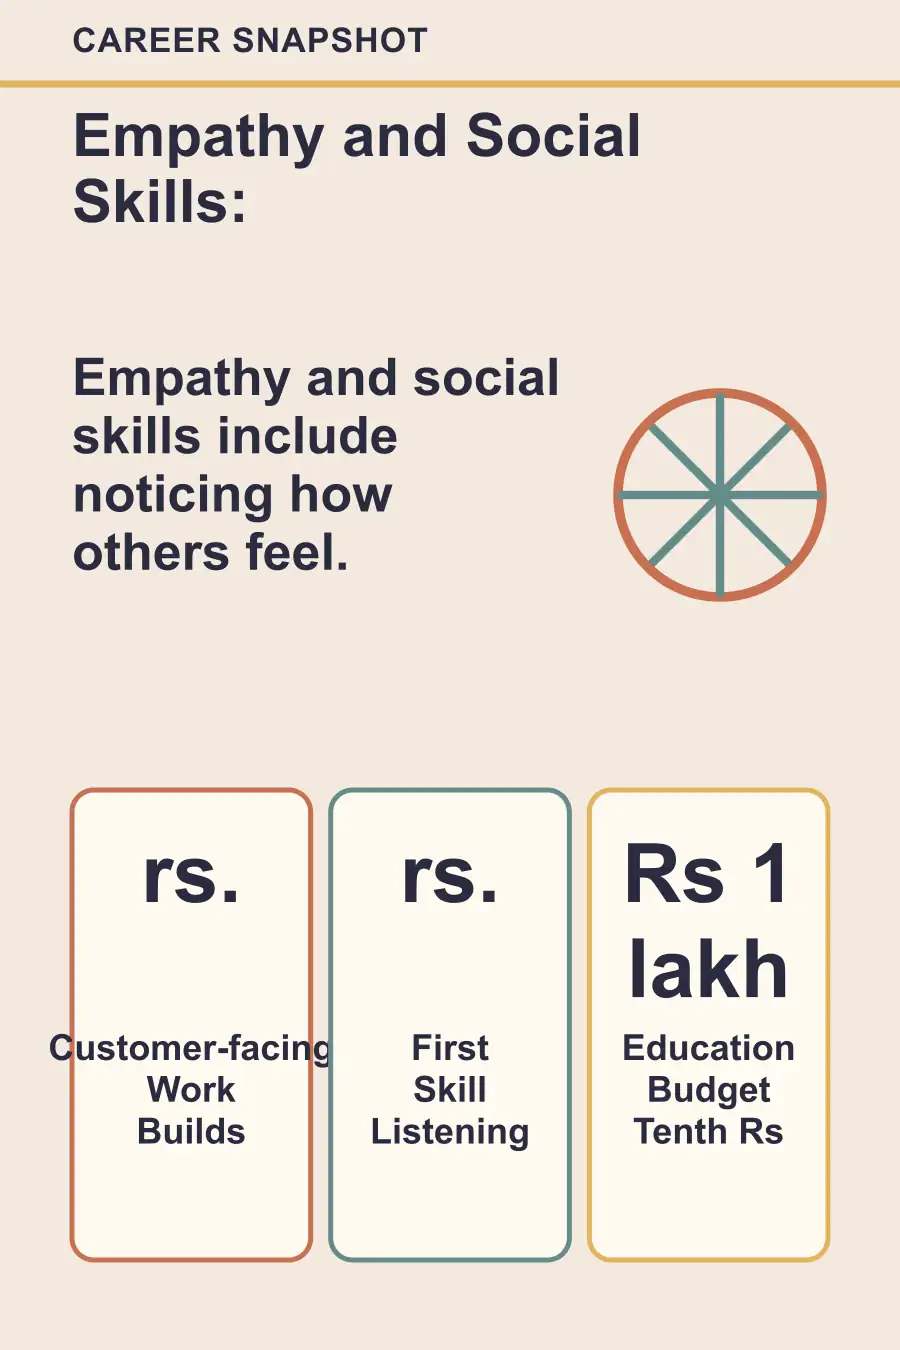 CAREER SNAPSHOT
Empathy and Social
Skills:
Empathy and social
skills include
noticing how
others feel.
rs.
Customer-facing
Work
Builds
rs.
First
Skill
Listening
Rs 1
lakh
Education
Budget
Tenth Rs